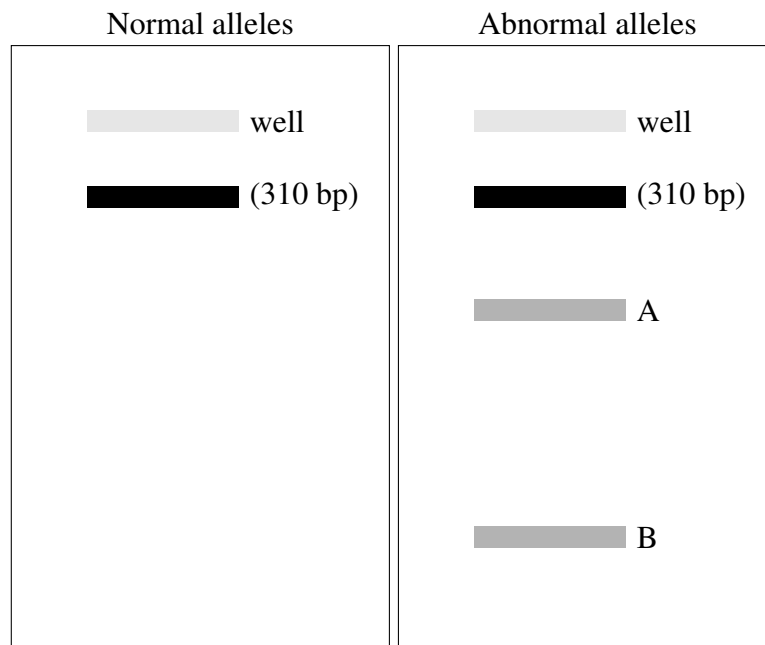 Normal alleles
Abnormal alleles
well
(310 bp)
well
(310 bp)
A
B